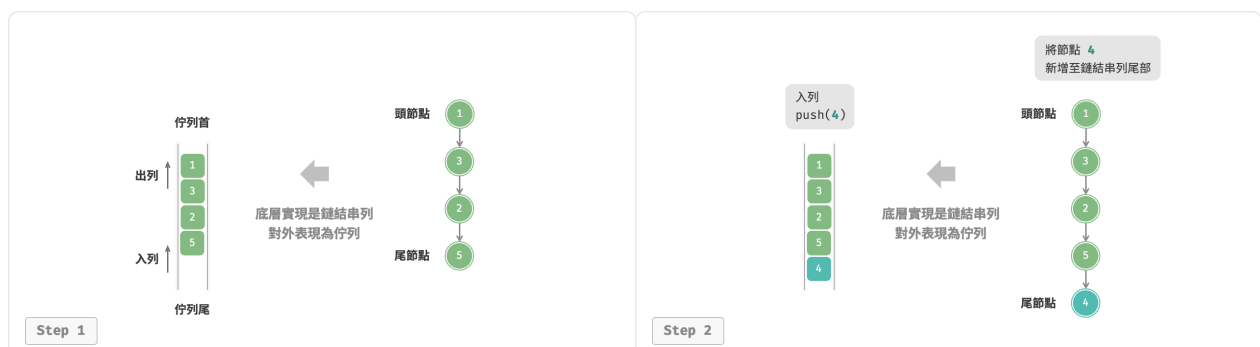 佇列首
出列
1
3
2
5
入列
佇列尾
底層實現是鏈結串列
對外表現為佇列
頭節點
1
3
2
尾節點
5
Step 1
入列
push(4)
1
3
2
5
4
底層實現是鏈結串列
對外表現為佇列
將節點 4
新增至鏈結串列尾部
頭節點
1
3
2
5
尾節點
4
Step 2